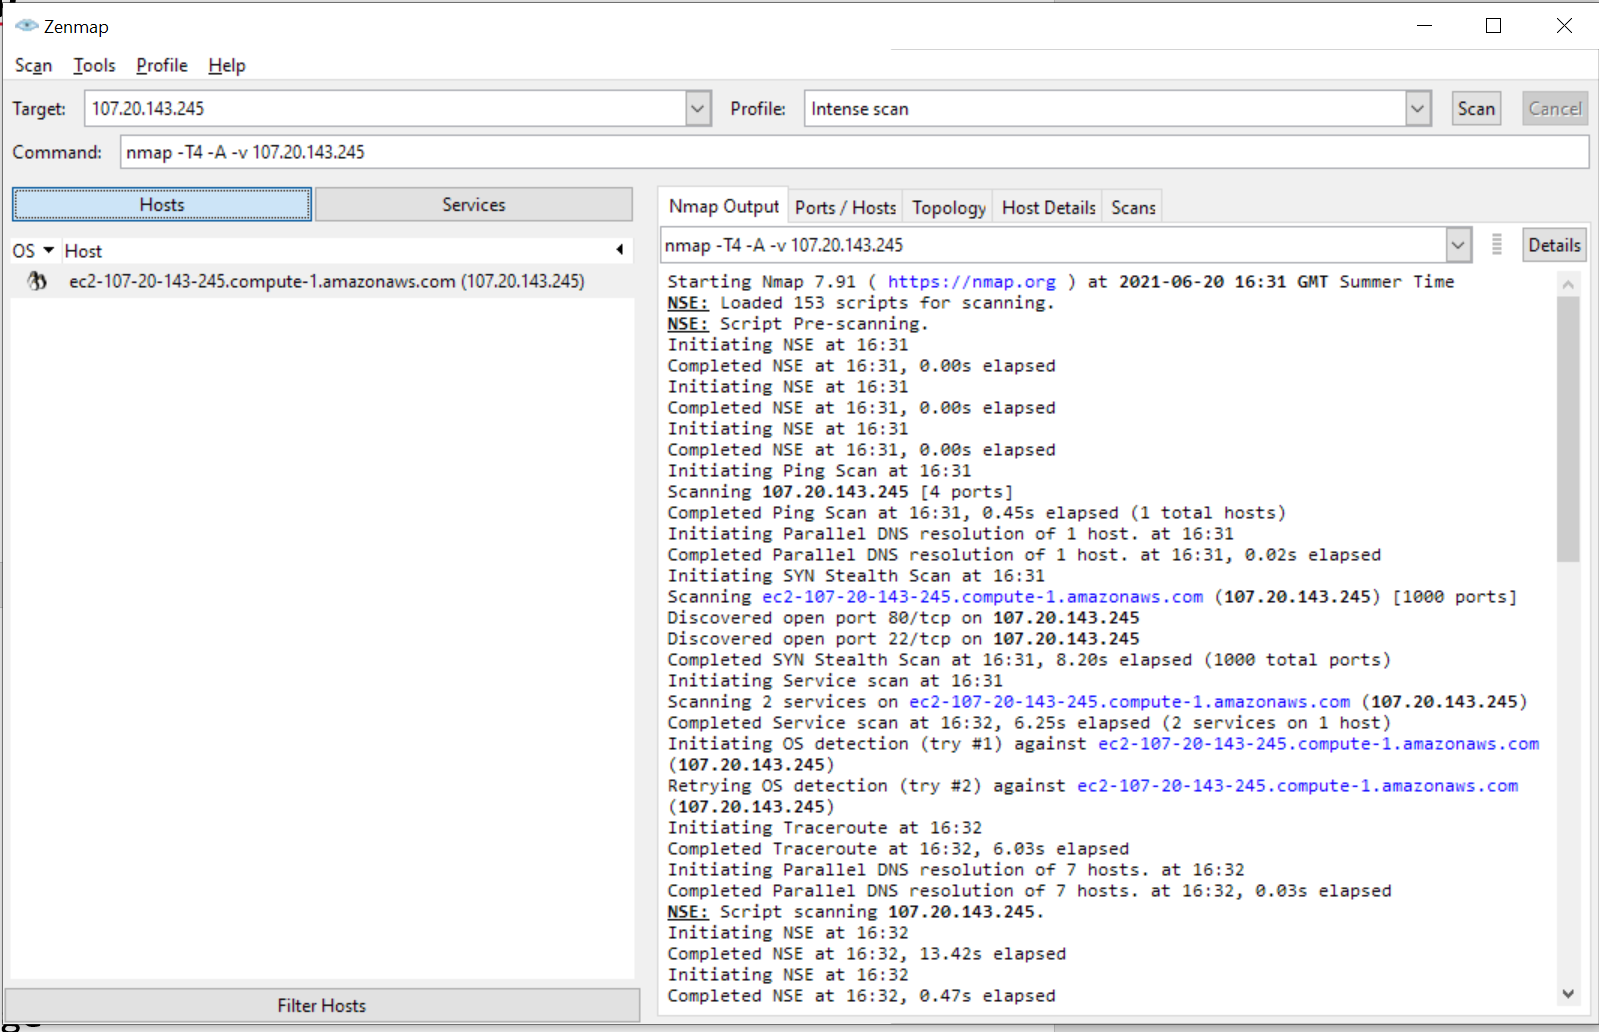 Zenmap
Scan Tools Profile Help
Target: 107.20.143.245 Profile: Intense scan Scan Cancel
Command: nmap -T4 -A -v 107.20.143.245
Hosts Services
OS Host
ec2-107-20-143-245.compute-1.amazonaws.com (107.20.143.245)
Filter Hosts
Nmap Output Ports / Hosts Topology Host Details Scans
nmap -T4 -A -v 107.20.143.245 Details
Starting Nmap 7.91 ( https://nmap.org ) at 2021-06-20 16:31 GMT Summer Time
NSE: Loaded 153 scripts for scanning.
NSE: Script Pre-scanning.
Initiating NSE at 16:31
Completed NSE at 16:31, 0.00s elapsed
Initiating NSE at 16:31
Completed NSE at 16:31, 0.00s elapsed
Initiating NSE at 16:31
Completed NSE at 16:31, 0.00s elapsed
Initiating Ping Scan at 16:31
Scanning 107.20.143.245 [4 ports]
Completed Ping Scan at 16:31, 0.45s elapsed (1 total hosts)
Initiating Parallel DNS resolution of 1 host. at 16:31
Completed Parallel DNS resolution of 1 host. at 16:31, 0.02s elapsed
Initiating SYN Stealth Scan at 16:31
Scanning ec2-107-20-143-245.compute-1.amazonaws.com (107.20.143.245) [1000 ports]
Discovered open port 80/tcp on 107.20.143.245
Discovered open port 22/tcp on 107.20.143.245
Completed SYN Stealth Scan at 16:31, 8.20s elapsed (1000 total ports)
Initiating Service scan at 16:31
Scanning 2 services on ec2-107-20-143-245.compute-1.amazonaws.com (107.20.143.245)
Completed Service scan at 16:32, 6.25s elapsed (2 services on 1 host)
Initiating OS detection (try #1) against ec2-107-20-143-245.compute-1.amazonaws.com
(107.20.143.245)
Retrying OS detection (try #2) against ec2-107-20-143-245.compute-1.amazonaws.com
(107.20.143.245)
Initiating Traceroute at 16:32
Completed Traceroute at 16:32, 6.03s elapsed
Initiating Parallel DNS resolution of 7 hosts. at 16:32
Completed Parallel DNS resolution of 7 hosts. at 16:32, 0.03s elapsed
NSE: Script scanning 107.20.143.245.
Initiating NSE at 16:32
Completed NSE at 16:32, 13.42s elapsed
Initiating NSE at 16:32
Completed NSE at 16:32, 0.47s elapsed